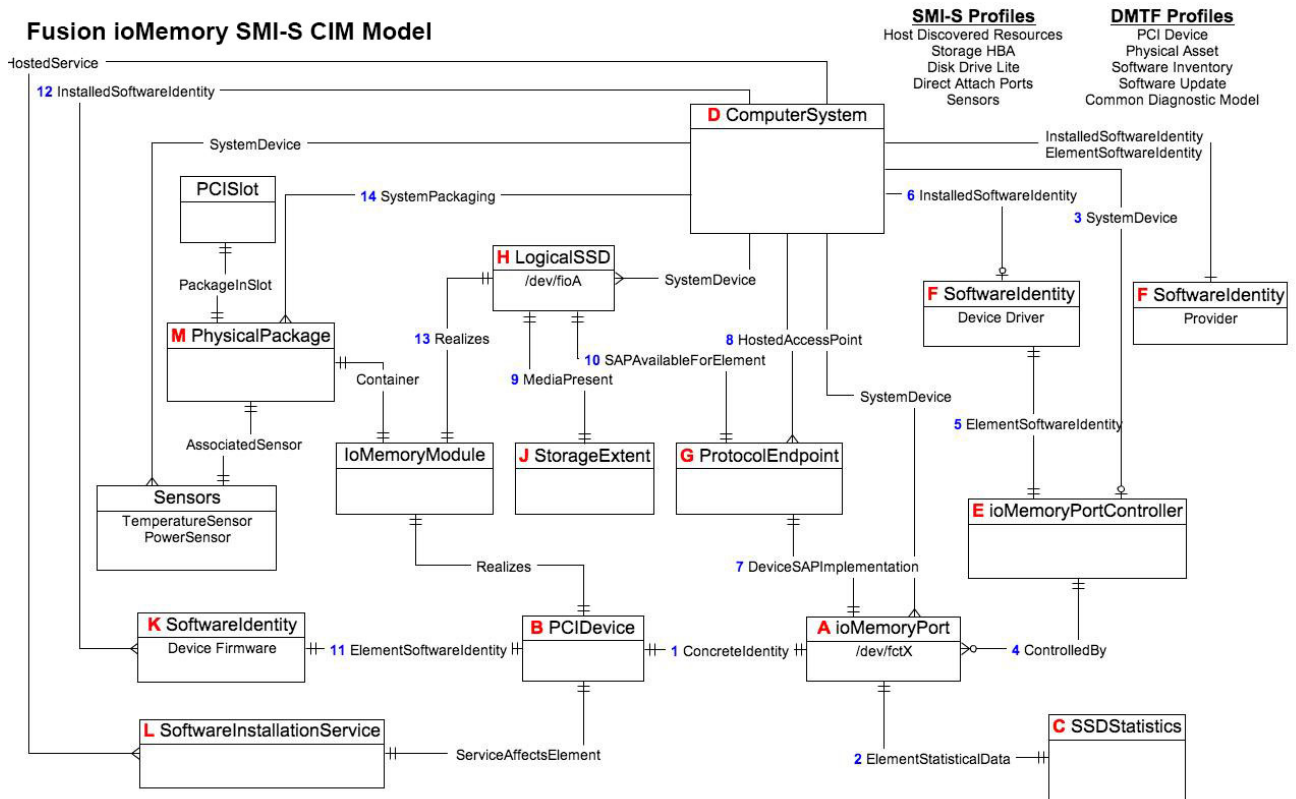 Fusion ioMemory SMI-S CIM Model
SMI-S Profiles
Host Discovered Resources
Storage HBA
Disk Drive Lite
Direct Attach Ports
Sensors
DMTF Profiles
PCI Device
Physical Asset
Software Inventory
Software Update
Common Diagnostic Model
HostedService
12 InstalledSoftwareIdentity
D ComputerSystem
SystemDevice
InstalledSoftwareIdentity
ElementSoftwareIdentity
PCISlot
14 SystemPackaging
6 InstalledSoftwareIdentity
3 SystemDevice
H LogicalSSD
/dev/fioA
SystemDevice
PackageInSlot
F SoftwareIdentity
Device Driver
F SoftwareIdentity
Provider
M PhysicalPackage
13 Realizes
8 HostedAccessPoint
10 SAPAvailableForElement
Container
9 MediaPresent
SystemDevice
AssociatedSensor
5 ElementSoftwareIdentity
IoMemoryModule
J StorageExtent
G ProtocolEndpoint
Sensors
TemperatureSensor
PowerSensor
E ioMemoryPortController
Realizes
7 DeviceSAPImplementation
K SoftwareIdentity
Device Firmware
11 ElementSoftwareIdentity
B PCIDevice
1 ConcreteIdentity
A ioMemoryPort
/dev/fctX
4 ControlledBy
L SoftwareInstallationService
ServiceAffectsElement
2 ElementStatisticalData
C SSDStatistics